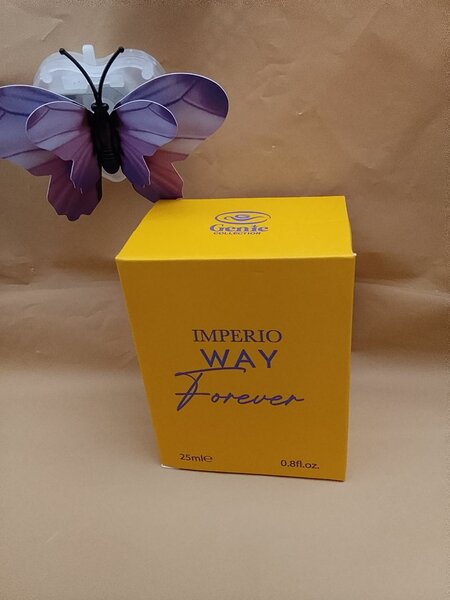 Genie
COLLECTION
IMPERIO
WAY
Forever
25ml℮
0.8fl.oz.